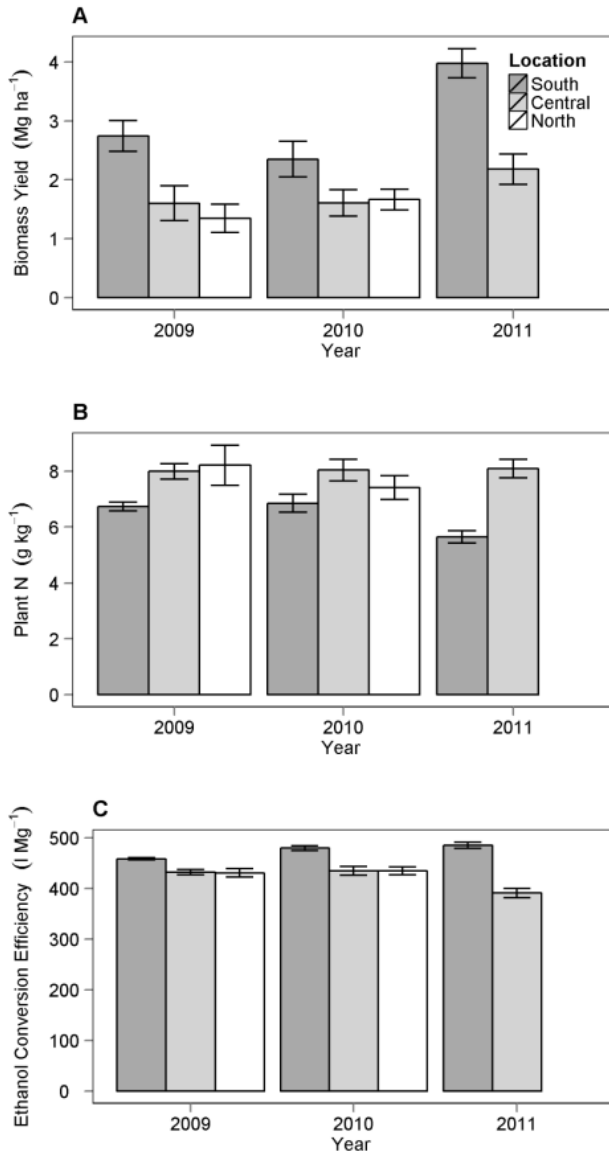 A
Biomass Yield (Mg ha⁻¹)
4
3
2
1
0
Location
South
Central
North
2009
2010
2011
Year
B
Plant N (g kg⁻¹)
8
6
4
2
0
2009
2010
2011
Year
C
Ethanol Conversion Efficiency (l Mg⁻¹)
500
400
300
200
100
0
2009
2010
2011
Year